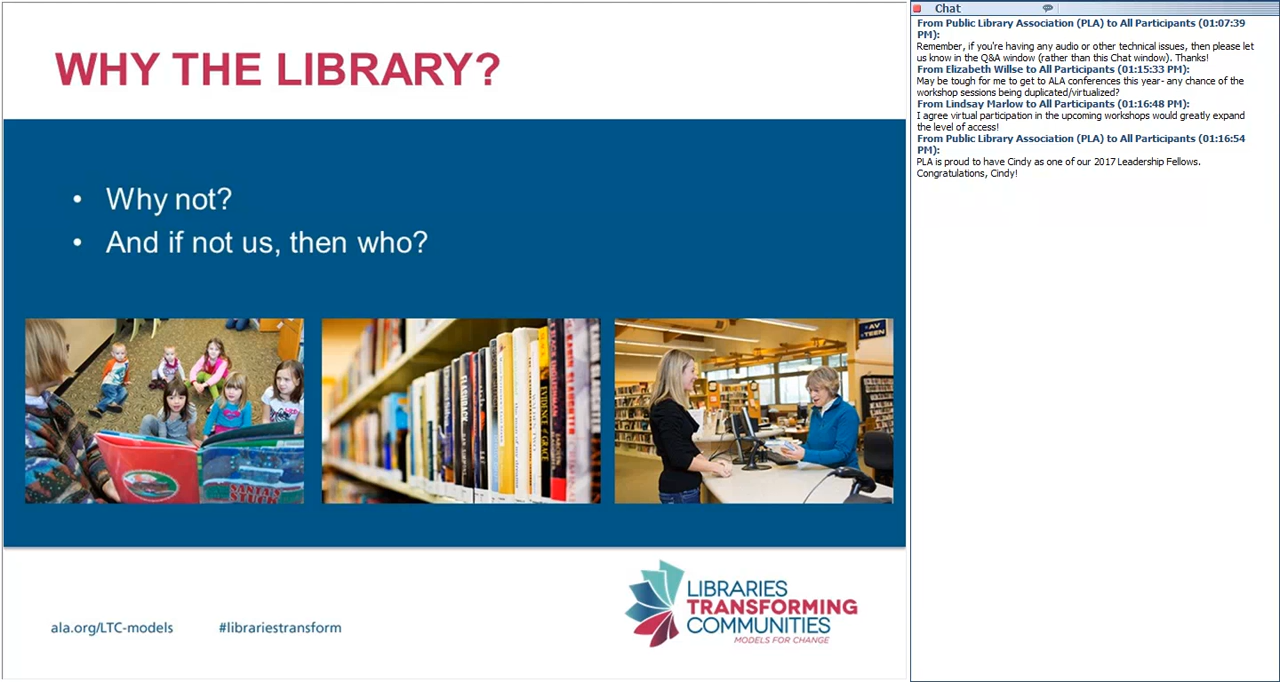 WHY THE LIBRARY?
• Why not?
• And if not us, then who?
SANTA'S
STUCK
FLASHBACK
AV
TEEN
ala.org/LTC-models
#librariestransform
LIBRARIES
TRANSFORMING
COMMUNITIES
MODELS FOR CHANGE
Chat
From Public Library Association (PLA) to All Participants (01:07:39
PM):
Remember, if you're having any audio or other technical issues, then please let
us know in the Q&A window (rather than this Chat window). Thanks!
From Elizabeth Willse to All Participants (01:15:33 PM):
May be tough for me to get to ALA conferences this year- any chance of the
workshop sessions being duplicated/virtualized?
From Lindsay Marlow to All Participants (01:16:48 PM):
I agree virtual participation in the upcoming workshops would greatly expand
the level of access!
From Public Library Association (PLA) to All Participants (01:16:54
PM):
PLA is proud to have Cindy as one of our 2017 Leadership Fellows.
Congratulations, Cindy!